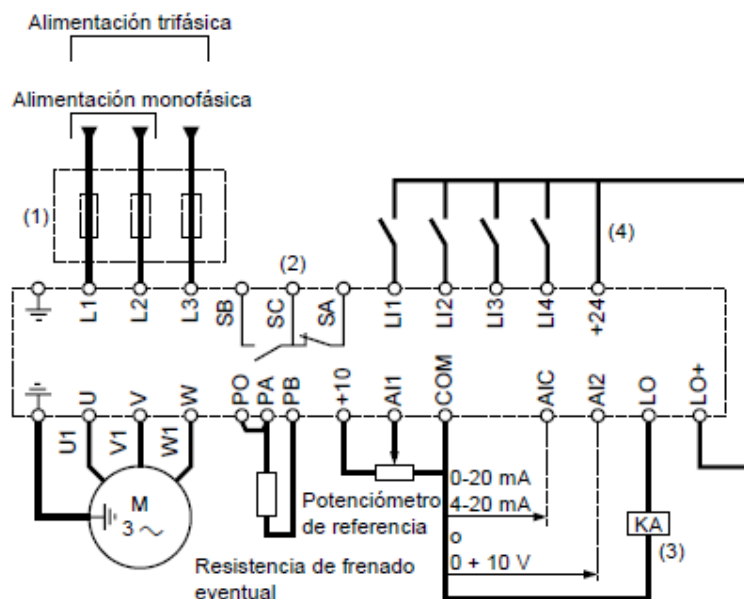 Alimentación trifásica
Alimentación monofásica
(1)
(2)
(4)
L1 L2 L3 SB SC SA LI1 LI2 LI3 LI4 +24
U V W PO PA PB +10 AI1 COM AIC AI2 LO LO+
U1 V1 W1
M
3 ~
Potenciómetro
de referencia
0-20 mA
4-20 mA
o
0 + 10 V
KA
(3)
Resistencia de frenado
eventual